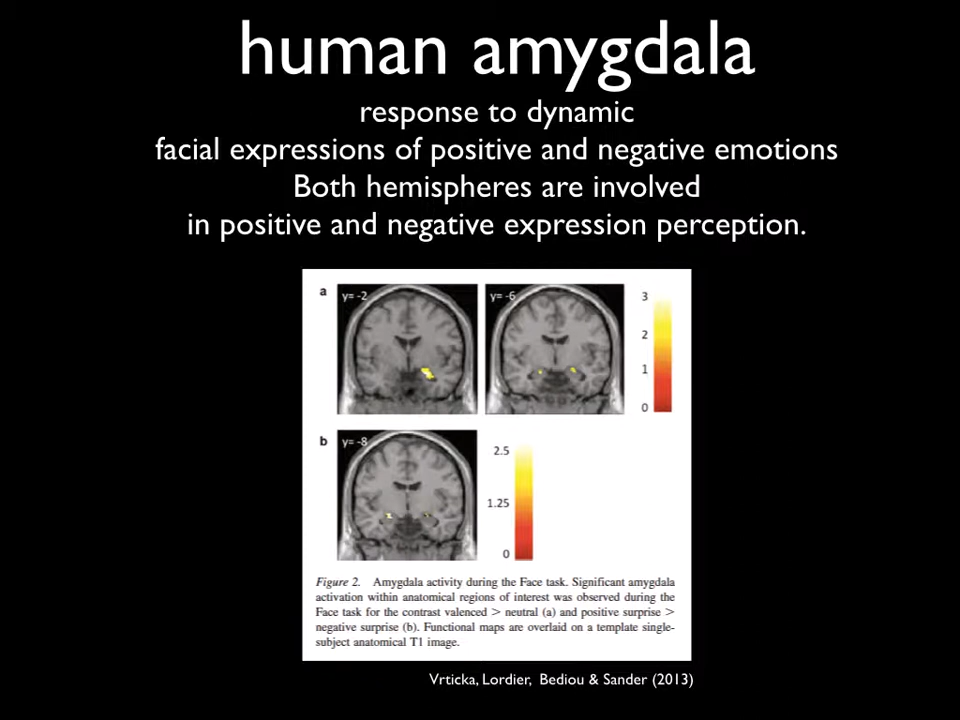 human amygdala
response to dynamic
facial expressions of positive and negative emotions
Both hemispheres are involved
in positive and negative expression perception.
a
y= -2
y= -6
3
2
1
0
b
y= -8
2.5
1.25
0
Figure 2. Amygdala activity during the Face task. Significant amygdala
activation within anatomical regions of interest was observed during the
Face task for the contrast valenced > neutral (a) and positive surprise >
negative surprise (b). Functional maps are overlaid on a template single-
subject anatomical T1 image.
Vrticka, Lordier, Bediou & Sander (2013)